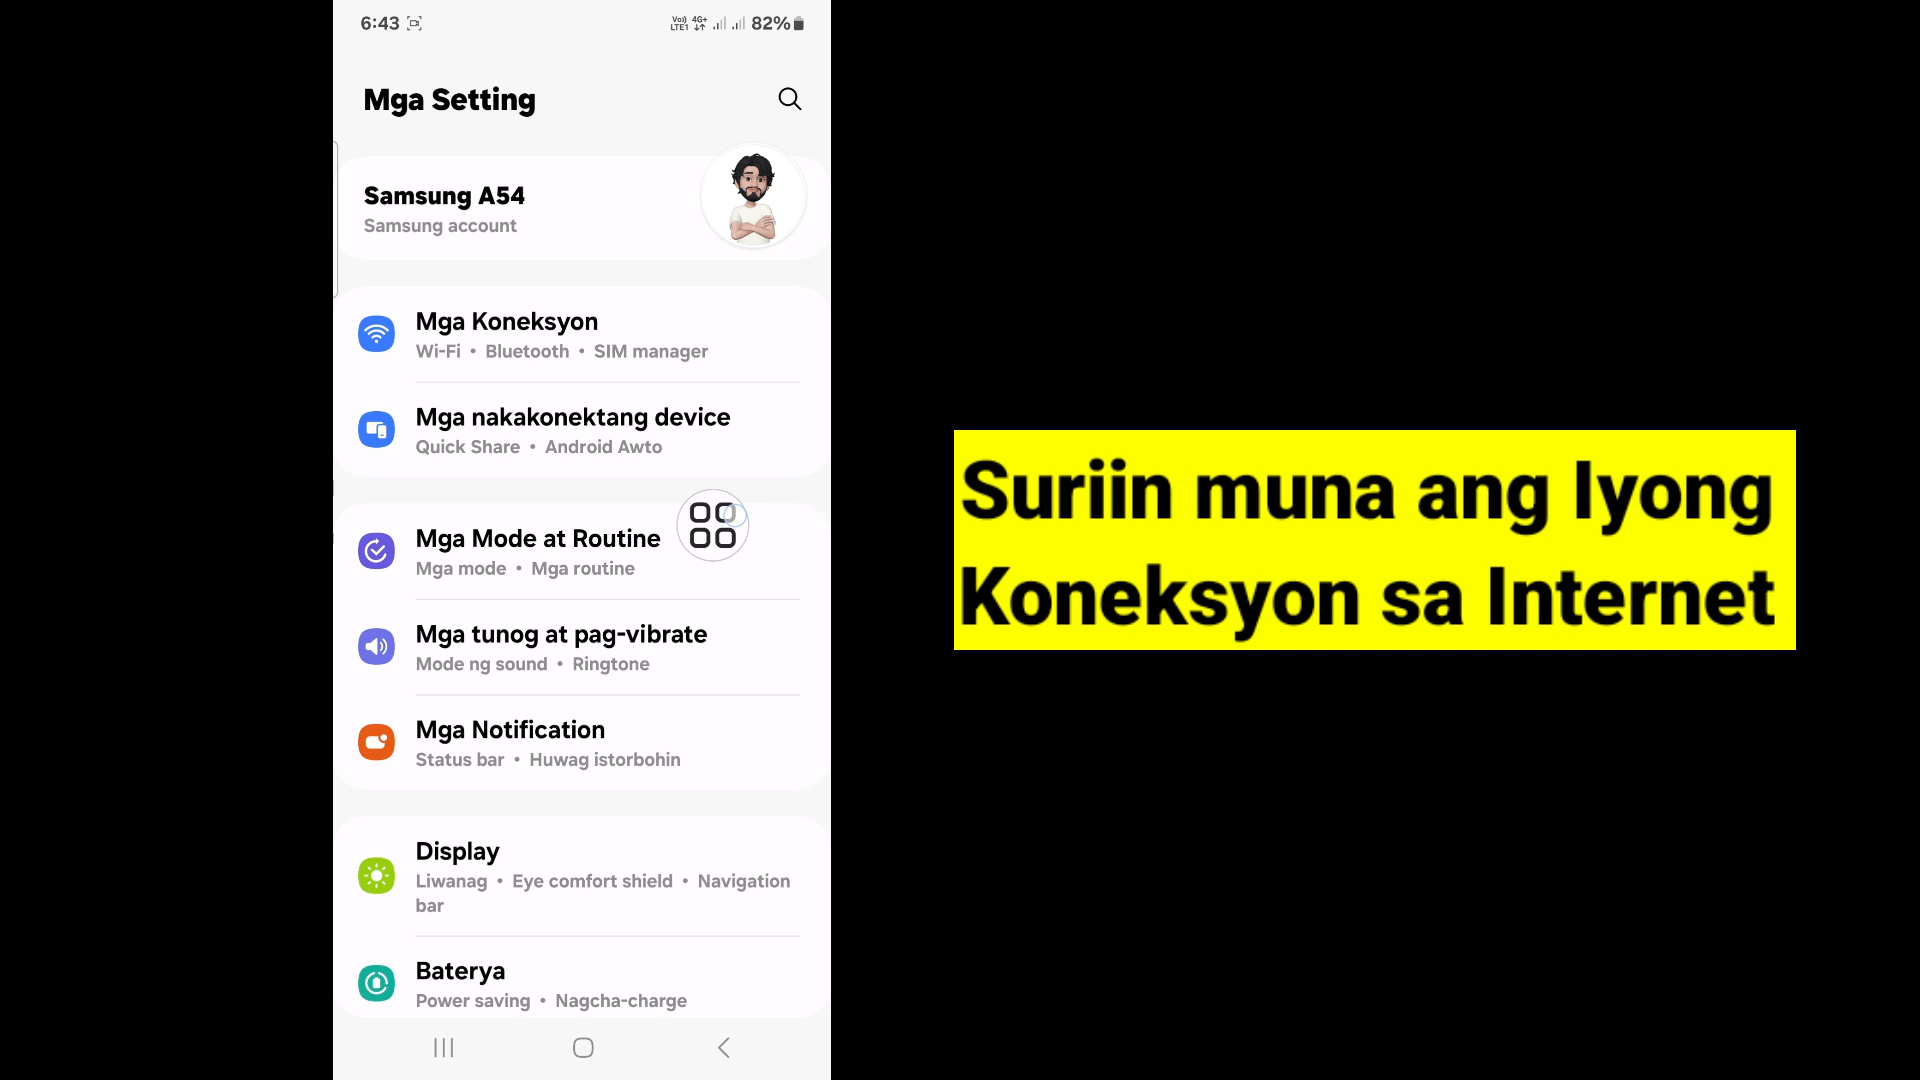 6:43
Vo)) LTE1 4G+ 82%
Mga Setting
Samsung A54
Samsung account
Mga Koneksyon
Wi-Fi • Bluetooth • SIM manager
Mga nakakonektang device
Quick Share • Android Awto
Mga Mode at Routine
Mga mode • Mga routine
Mga tunog at pag-vibrate
Mode ng sound • Ringtone
Mga Notification
Status bar • Huwag istorbohin
Display
Liwanag • Eye comfort shield • Navigation
bar
Baterya
Power saving • Nagcha-charge
Suriin muna ang Iyong
Koneksyon sa Internet